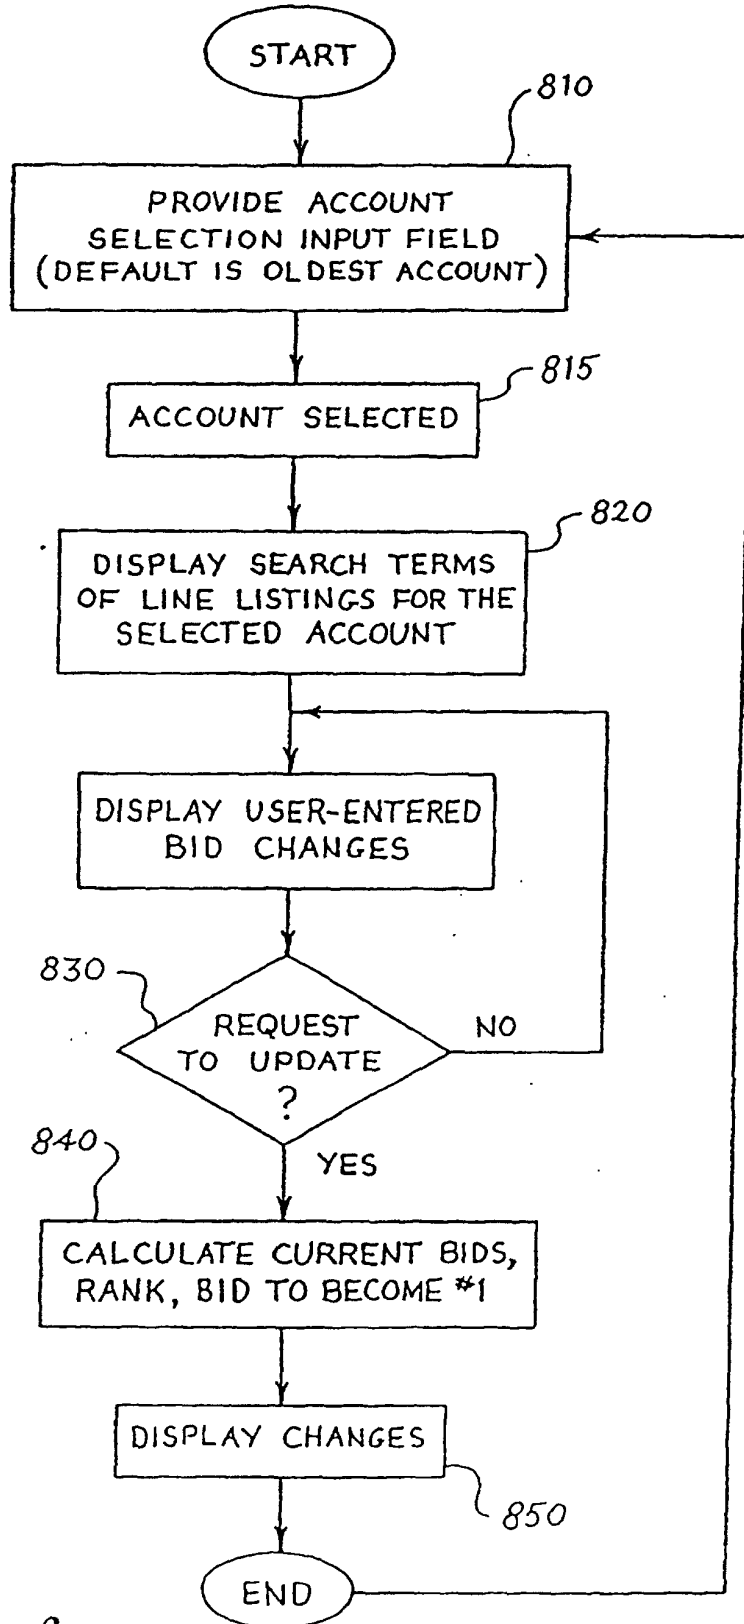 START
810
PROVIDE ACCOUNT
SELECTION INPUT FIELD
(DEFAULT IS OLDEST ACCOUNT)
815
ACCOUNT SELECTED
820
DISPLAY SEARCH TERMS
OF LINE LISTINGS FOR THE
SELECTED ACCOUNT
DISPLAY USER-ENTERED
BID CHANGES
830
REQUEST
TO UPDATE
?
NO
840
YES
CALCULATE CURRENT BIDS,
RANK, BID TO BECOME #1
DISPLAY CHANGES
850
END